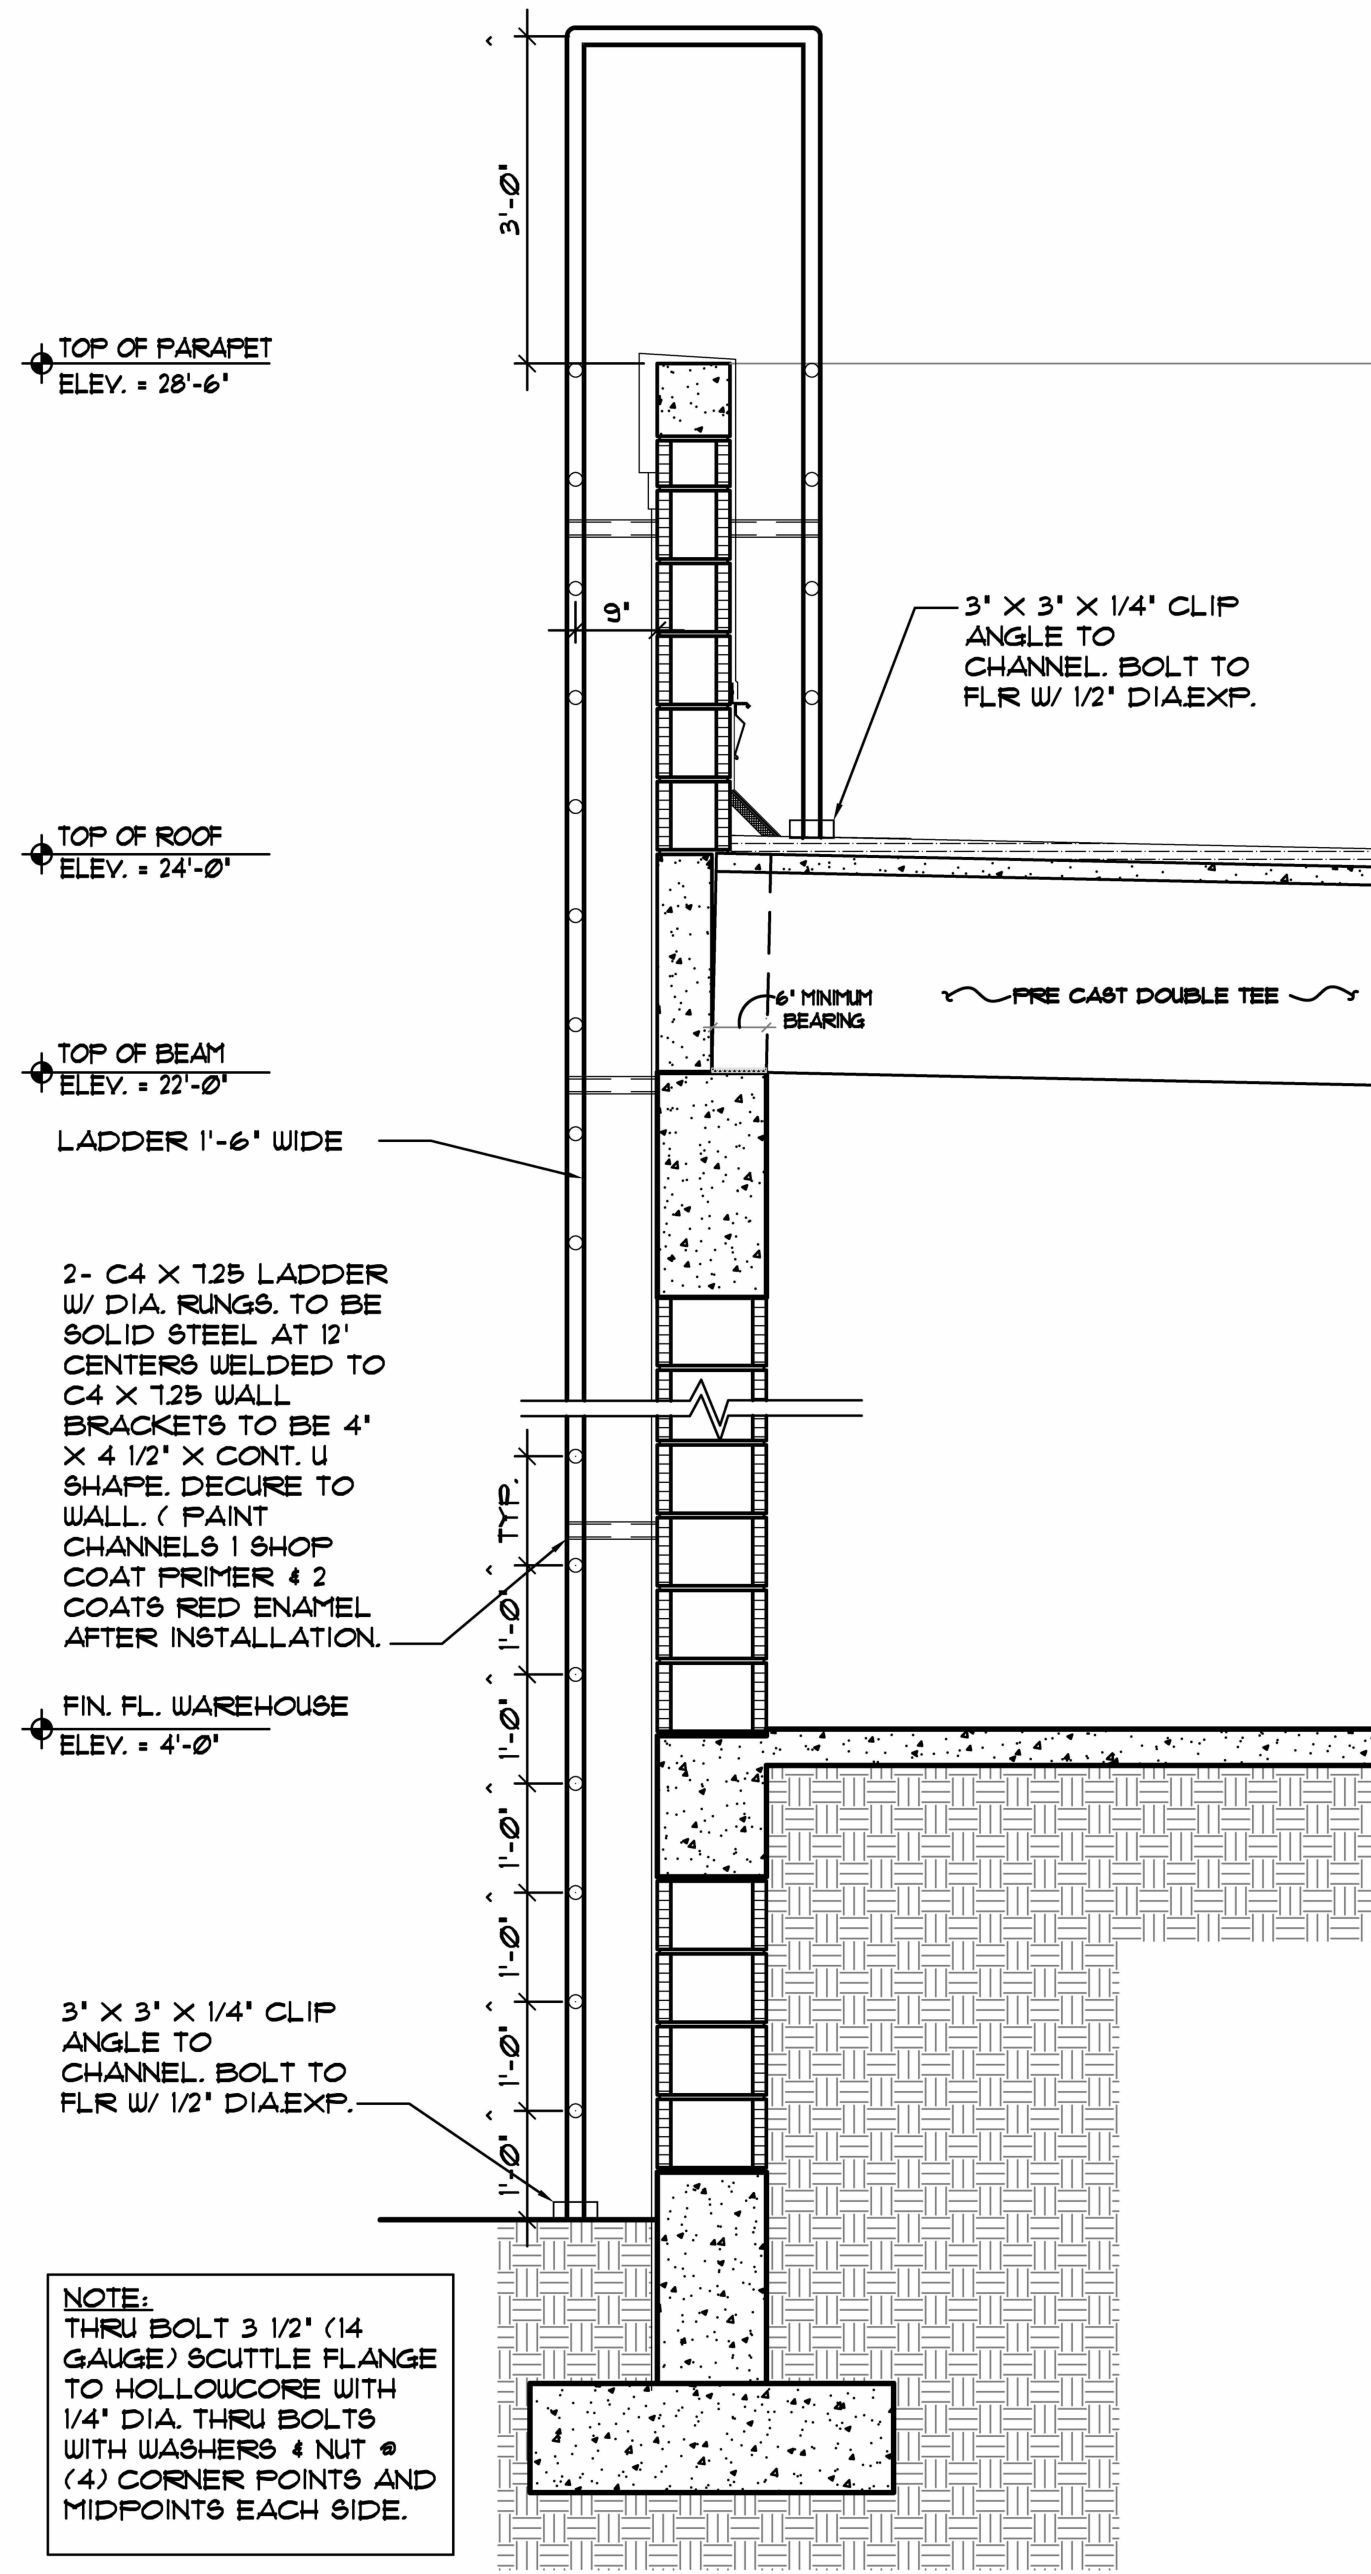 3'-0"
TOP OF PARAPET
ELEV. = 28'-6"
9"
3" X 3" X 1/4" CLIP
ANGLE TO
CHANNEL. BOLT TO
FLR W/ 1/2" DIA.EXP.
TOP OF ROOF
ELEV. = 24'-0"
6" MINIMUM
BEARING
PRE CAST DOUBLE TEE
TOP OF BEAM
ELEV. = 22'-0"
LADDER 1'-6" WIDE
2- C4 X 7.25 LADDER
W/ DIA. RUNGS. TO BE
SOLID STEEL AT 12"
CENTERS WELDED TO
C4 X 7.25 WALL
BRACKETS TO BE 4"
X 4 1/2" X CONT. U
SHAPE. DECURE TO
WALL. ( PAINT
CHANNELS 1 SHOP
COAT PRIMER & 2
COATS RED ENAMEL
AFTER INSTALLATION.
TYP.
1'-0"
1'-0"
1'-0"
1'-0"
1'-0"
1'-0"
FIN. FL. WAREHOUSE
ELEV. = 4'-0"
3" X 3" X 1/4" CLIP
ANGLE TO
CHANNEL. BOLT TO
FLR W/ 1/2" DIA.EXP.
NOTE:
THRU BOLT 3 1/2" (14
GAUGE) SCUTTLE FLANGE
TO HOLLOWCORE WITH
1/4" DIA. THRU BOLTS
WITH WASHERS & NUT @
(4) CORNER POINTS AND
MIDPOINTS EACH SIDE.